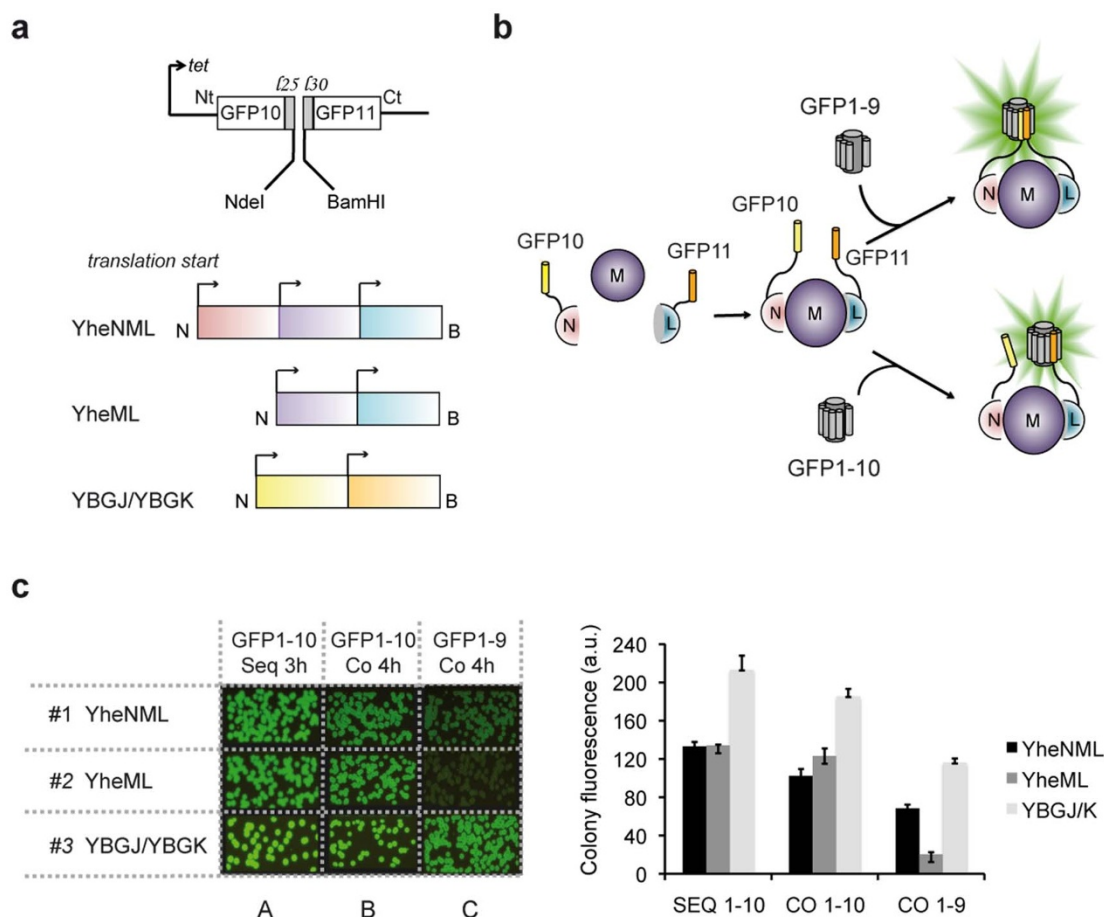 a
tet
Nt
l25 l30
GFP10
GFP11
Ct
NdeI
BamHI
translation start
YheNML
N
B
YheML
N
B
YBGJ/YBGK
N
B
b
GFP1-9
GFP10
GFP10
GFP11
GFP11
M
N
L
N
M
L
N
M
L
N
M
L
GFP1-10
c
GFP1-10
Seq 3h
GFP1-10
Co 4h
GFP1-9
Co 4h
#1 YheNML
#2 YheML
#3 YBGJ/YBGK
A
B
C
Colony fluorescence (a.u.)
240
200
160
120
80
40
0
SEQ 1-10
CO 1-10
CO 1-9
YheNML
YheML
YBGJ/K